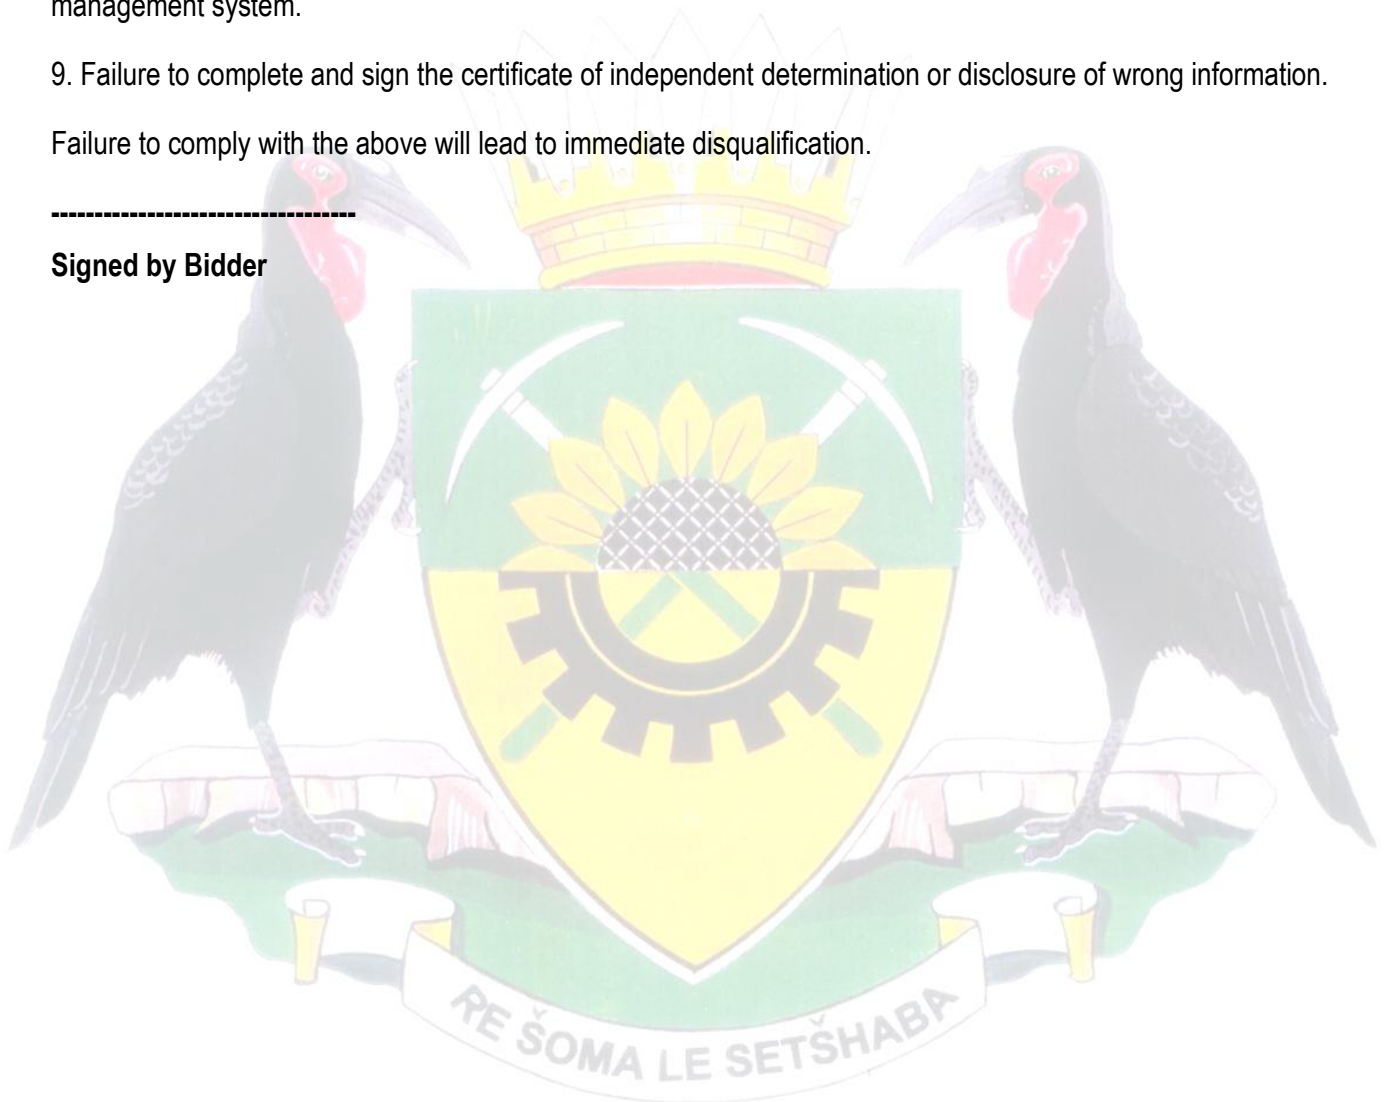 management system.
9. Failure to complete and sign the certificate of independent determination or disclosure of wrong information.
Failure to comply with the above will lead to immediate disqualification.
-----------------------------------
Signed by Bidder
RE ŠOMA LE SETŠHABA